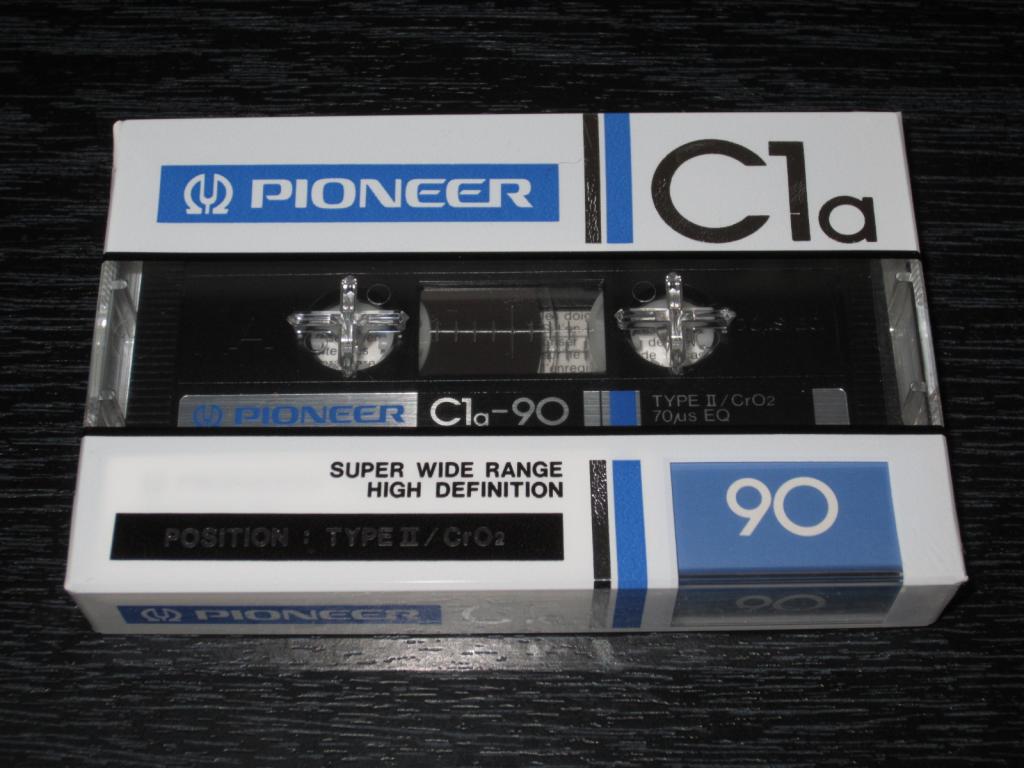 PIONEER
C1a
PIONEER
C1a-90
TYPE II/CrO2
70µs EQ
SUPER WIDE RANGE
HIGH DEFINITION
90
POSITION : TYPE II/CrO2
PIONEER
C1a
90